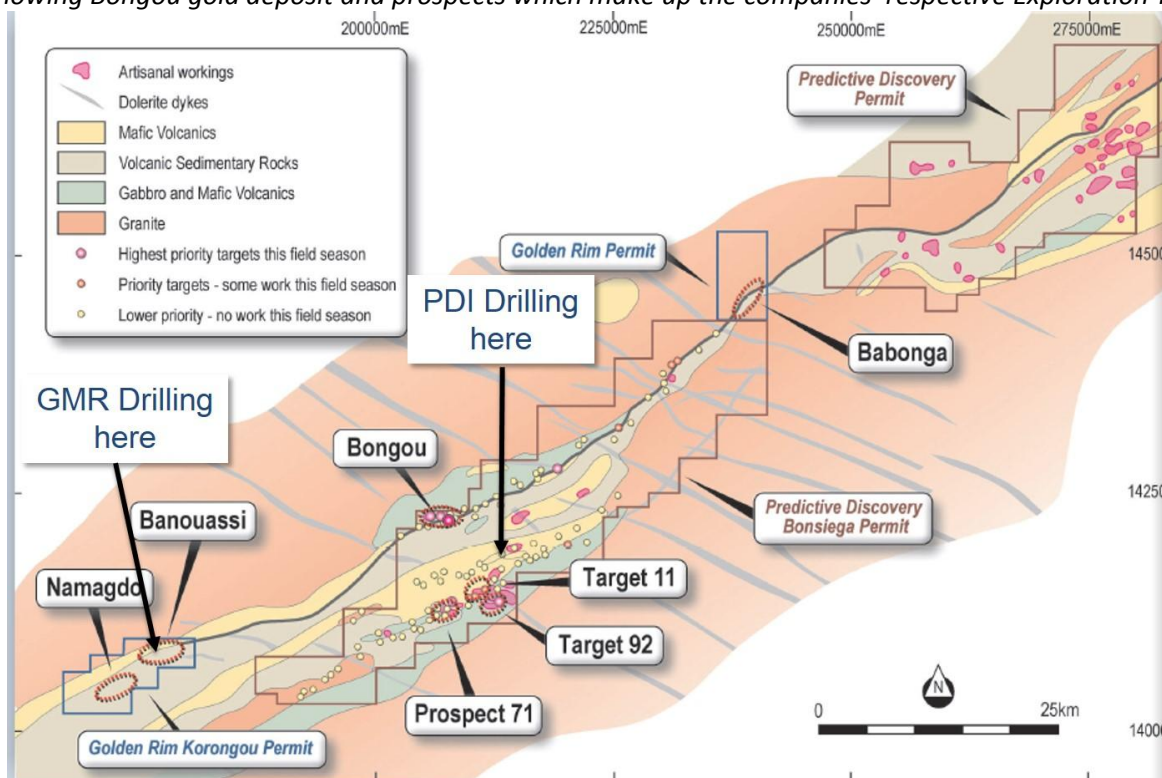 howing Bongou gold deposit and prospects which make up the companies' respective Exploration
200000mE
225000mE
250000mE
275000mE
Artisanal workings
Dolerite dykes
Mafic Volcanics
Volcanic Sedimentary Rocks
Gabbro and Mafic Volcanics
Granite
Highest priority targets this field season
Priority targets - some work this field season
Lower priority - no work this field season
Predictive Discovery
Permit
Golden Rim Permit
14500
PDI Drilling
here
Babonga
GMR Drilling
here
Bongou
14250
Banouassi
Predictive Discovery
Bonsiega Permit
Namagdo
Target 11
Target 92
Prospect 71
N
0
25km
Golden Rim Korongou Permit
14000